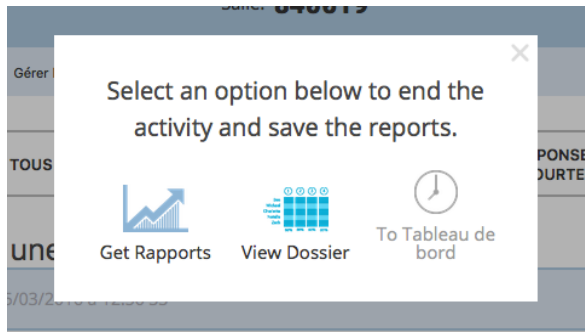 Salle:
Gérer
Select an option below to end the
activity and save the reports.
TOUS
PONSE
OURTE
Get Rapports
View Dossier
To Tableau de
bord
une